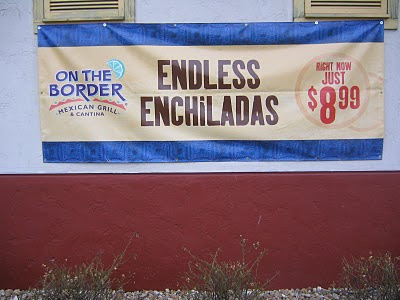 ON THE
BORDER
MEXICAN GRILL
& CANTINA
ENDLESS
ENCHiLADAS
RIGHT NOW
JUST
$8.99